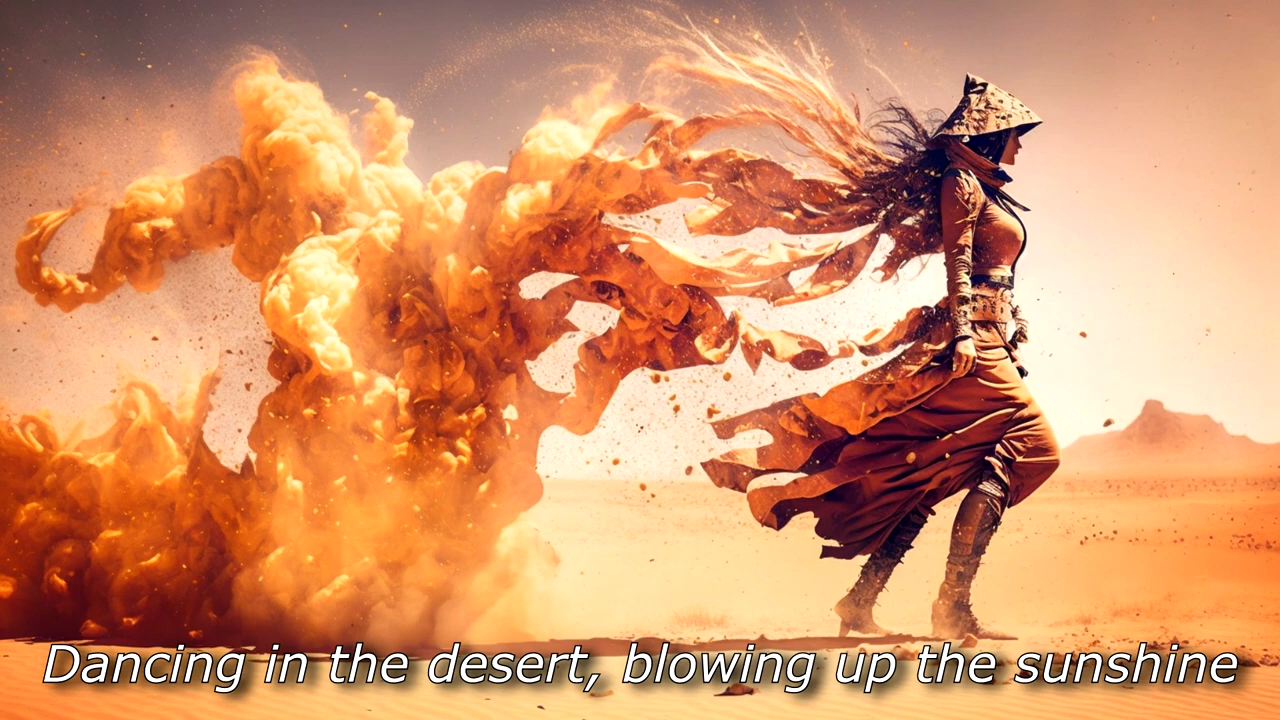 Dancing in the desert, blowing up the sunshine